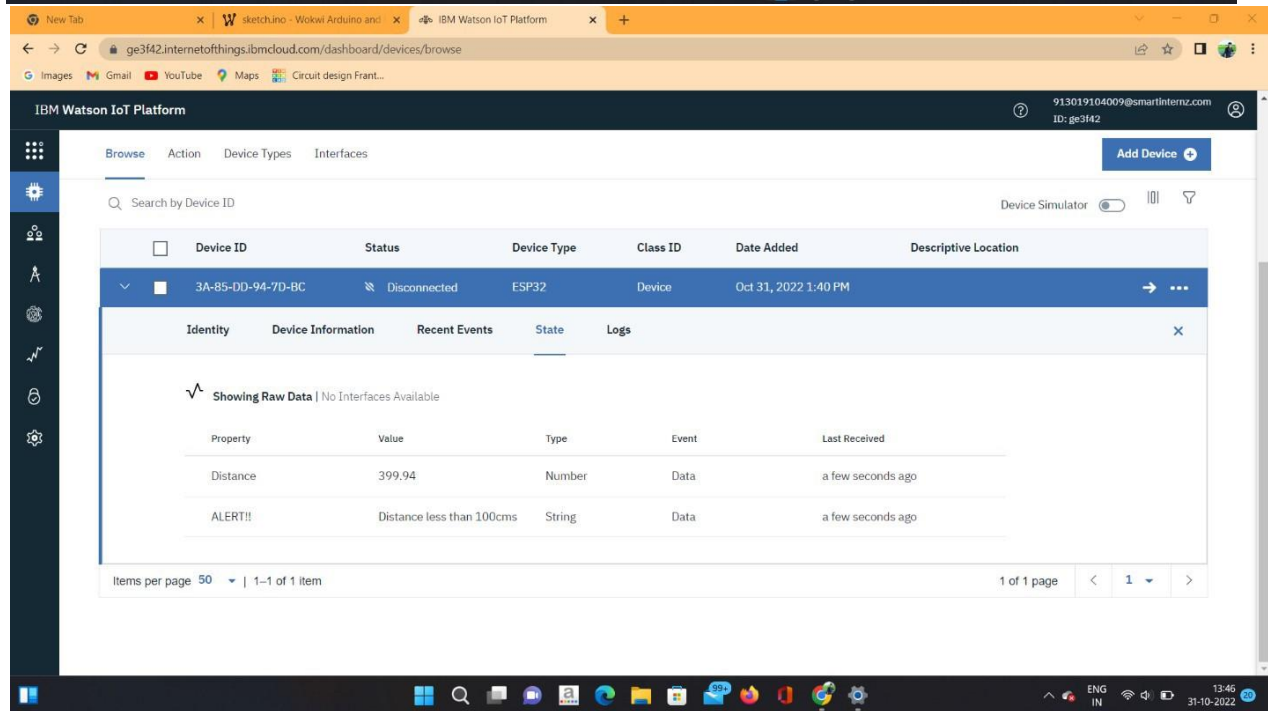 New Tab
sketch.ino - Wokwi Arduino and
IBM Watson IoT Platform
ge3f42.internetofthings.ibmcloud.com/dashboard/devices/browse
Images Gmail YouTube Maps Circuit design Frant...
IBM Watson IoT Platform
913019104009@smartinternz.com
ID: ge3f42
Browse Action Device Types Interfaces
Add Device
Search by Device ID
Device Simulator
Device ID Status Device Type Class ID Date Added Descriptive Location
3A-85-DD-94-7D-BC Disconnected ESP32 Device Oct 31, 2022 1:40 PM
Identity Device Information Recent Events State Logs
Showing Raw Data | No Interfaces Available
Property Value Type Event Last Received
Distance 399.94 Number Data a few seconds ago
ALERT!! Distance less than 100cms String Data a few seconds ago
Items per page 50 | 1–1 of 1 item
1 of 1 page < 1 >
99+
ENG
IN
13:46
31-10-2022
20